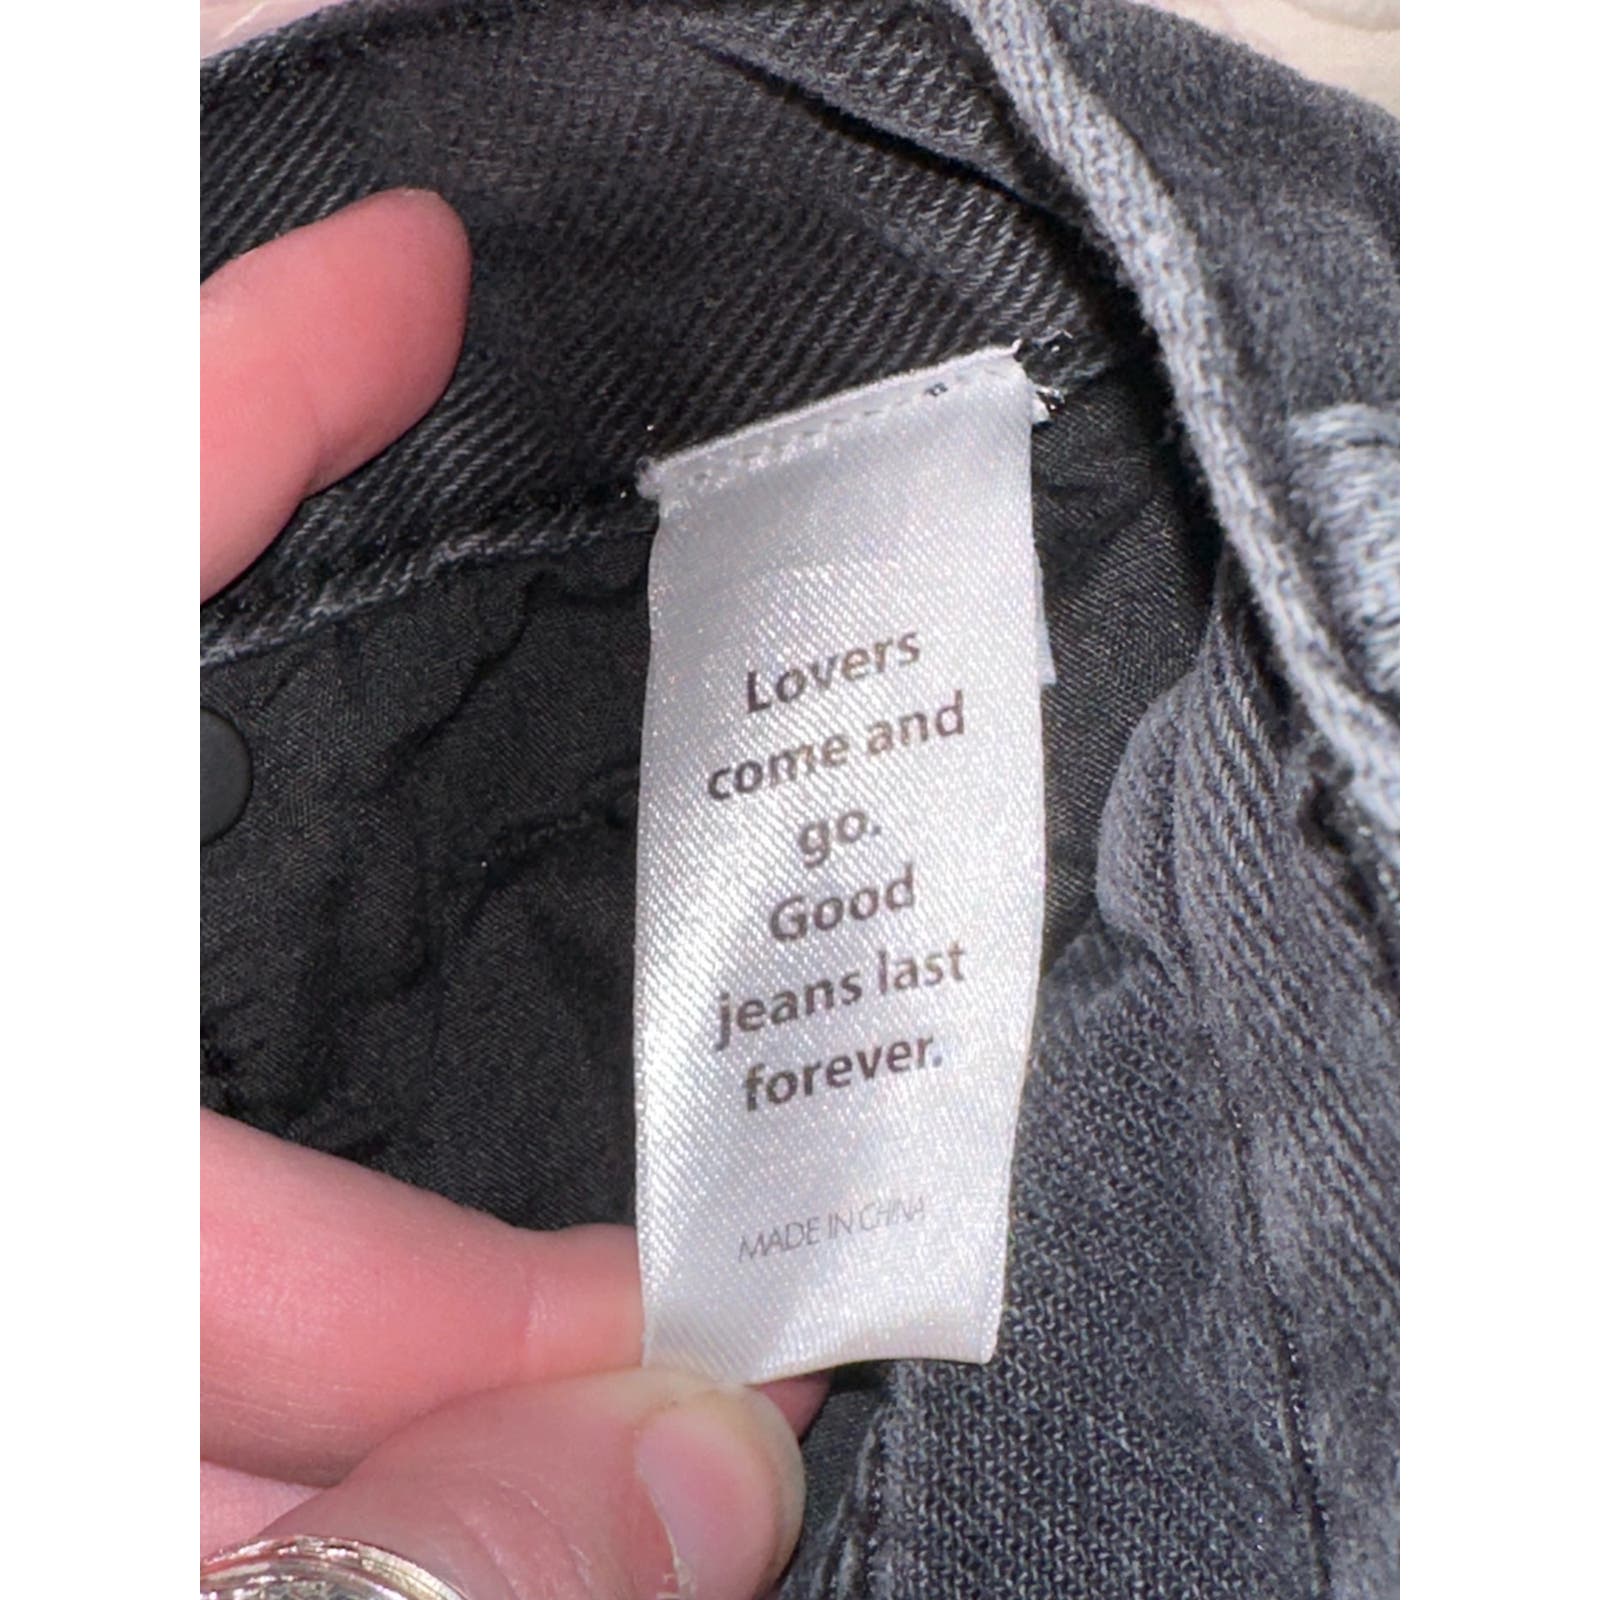 Lovers
come and
go.
Good
jeans last
forever.
MADE IN CHINA